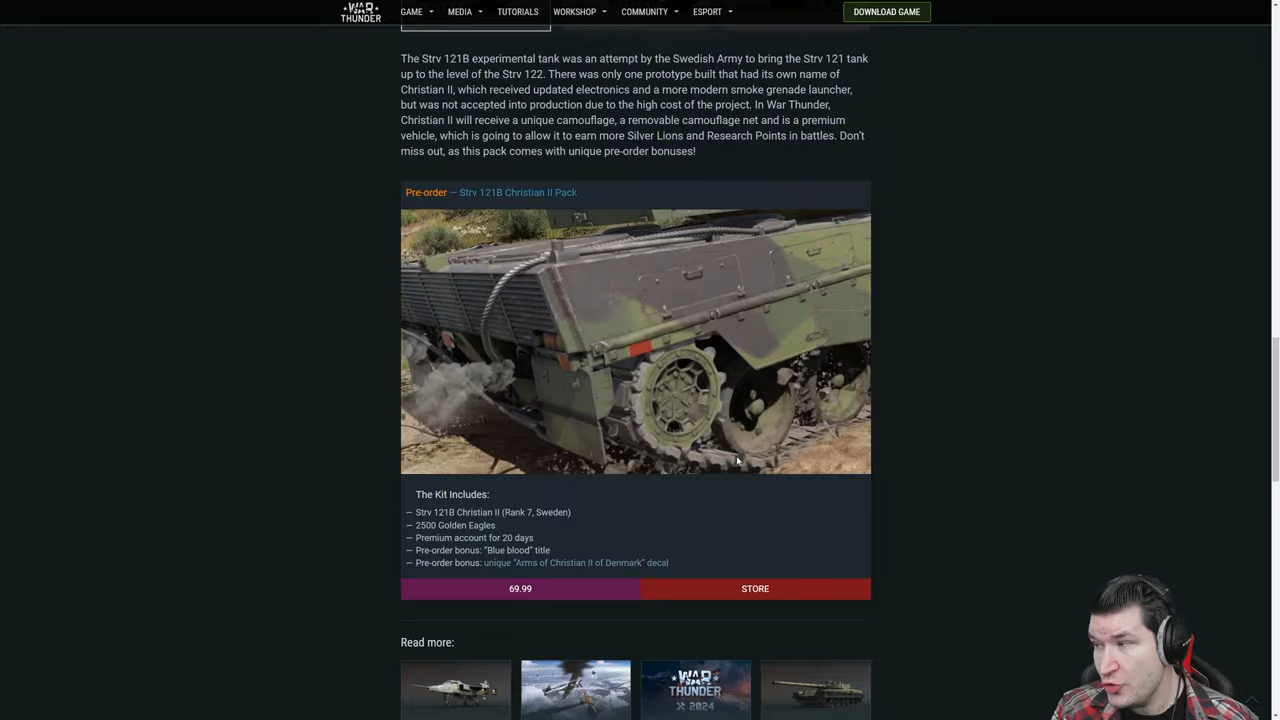 WAR
THUNDER
GAME MEDIA TUTORIALS WORKSHOP COMMUNITY ESPORT DOWNLOAD GAME
The Strv 121B experimental tank was an attempt by the Swedish Army to bring the Strv 121 tank
up to the level of the Strv 122. There was only one prototype built that had its own name of
Christian II, which received updated electronics and a more modern smoke grenade launcher,
but was not accepted into production due to the high cost of the project. In War Thunder,
Christian II will receive a unique camouflage, a removable camouflage net and is a premium
vehicle, which is going to allow it to earn more Silver Lions and Research Points in battles. Don't
miss out, as this pack comes with unique pre-order bonuses!
Pre-order — Strv 121B Christian II Pack
The Kit Includes:
— Strv 121B Christian II (Rank 7, Sweden)
— 2500 Golden Eagles
— Premium account for 20 days
— Pre-order bonus: “Blue blood” title
— Pre-order bonus: unique “Arms of Christian II of Denmark” decal
69.99 STORE
Read more:
WAR
THUNDER
2024